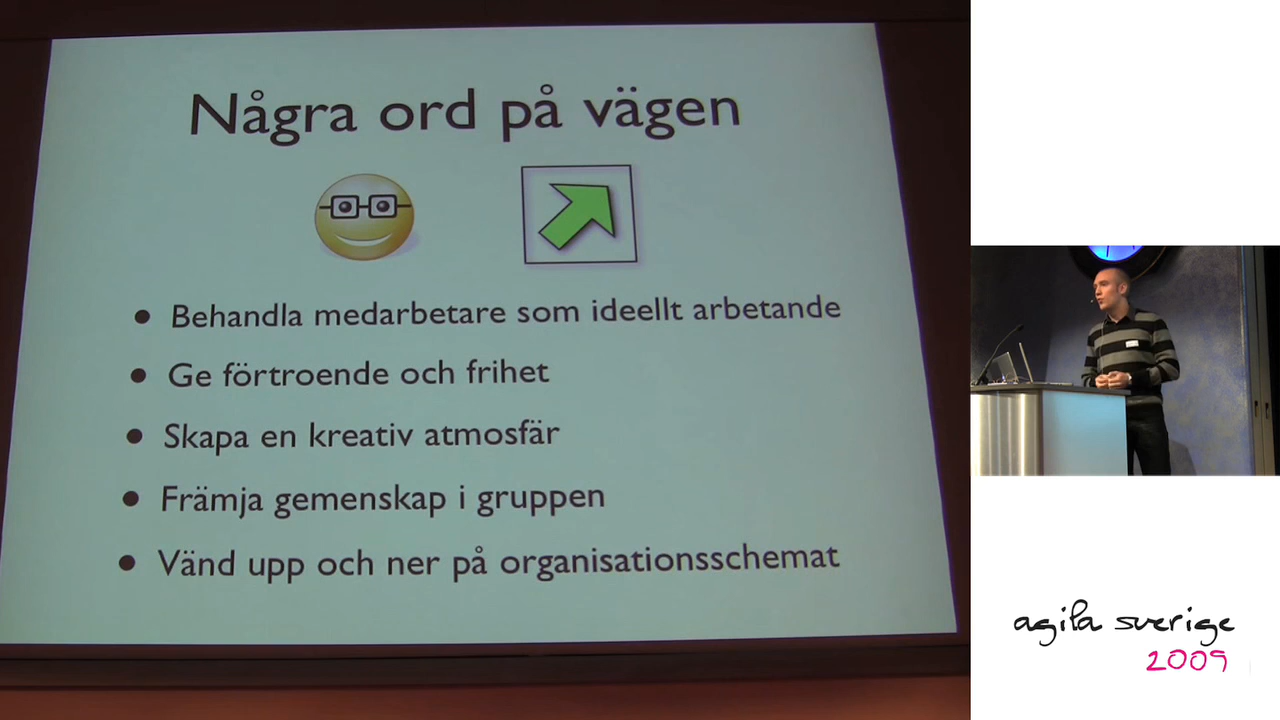 Några ord på vägen
• Behandla medarbetare som ideellt arbetande
• Ge förtroende och frihet
• Skapa en kreativ atmosfär
• Främja gemenskap i gruppen
• Vänd upp och ner på organisationsschemat
agila sverige
2009